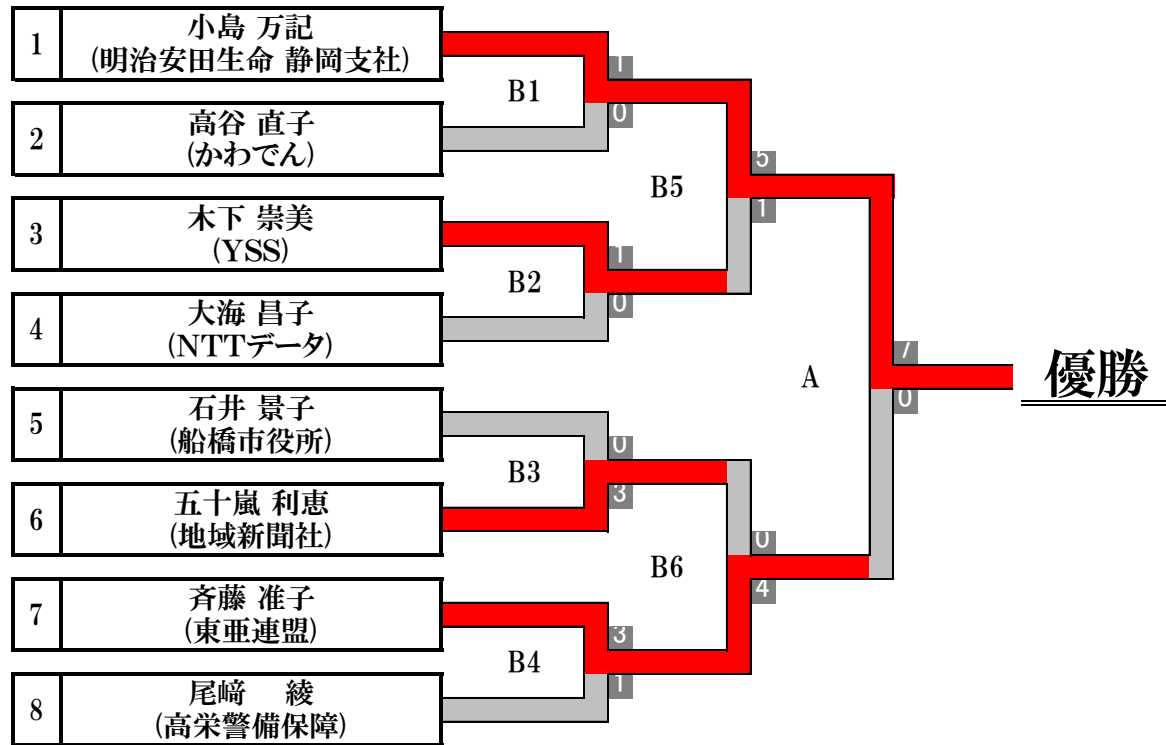 1
小島 万記
(明治安田生命 静岡支社)
2
高谷 直子
(かわでん)
B1
1
0
3
木下 崇美
(YSS)
4
大海 昌子
(NTTデータ)
B2
1
0
B5
5
1
5
石井 景子
(船橋市役所)
6
五十嵐 利恵
(地域新聞社)
B3
0
3
7
斉藤 准子
(東亜連盟)
8
尾﨑 綾
(高栄警備保障)
B4
3
1
B6
0
4
A
7
0
優勝